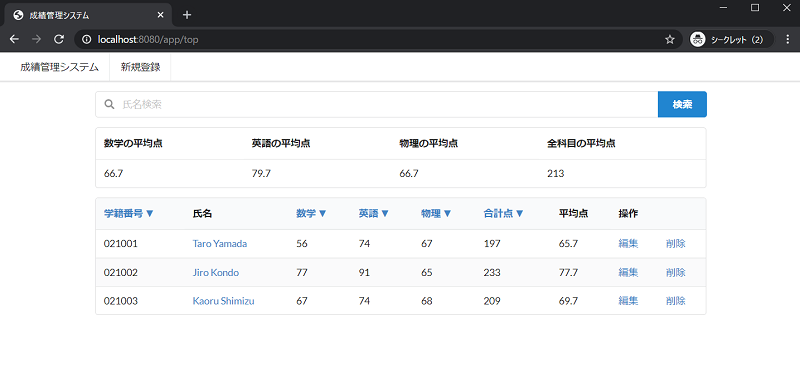 成績管理システム
localhost:8080/app/top
シークレット (2)
成績管理システム 新規登録
氏名検索 検索
数学の平均点 英語の平均点 物理の平均点 全科目の平均点
66.7 79.7 66.7 213
学籍番号▼ 氏名 数学▼ 英語▼ 物理▼ 合計点▼ 平均点 操作
021001 Taro Yamada 56 74 67 197 65.7 編集 削除
021002 Jiro Kondo 77 91 65 233 77.7 編集 削除
021003 Kaoru Shimizu 67 74 68 209 69.7 編集 削除